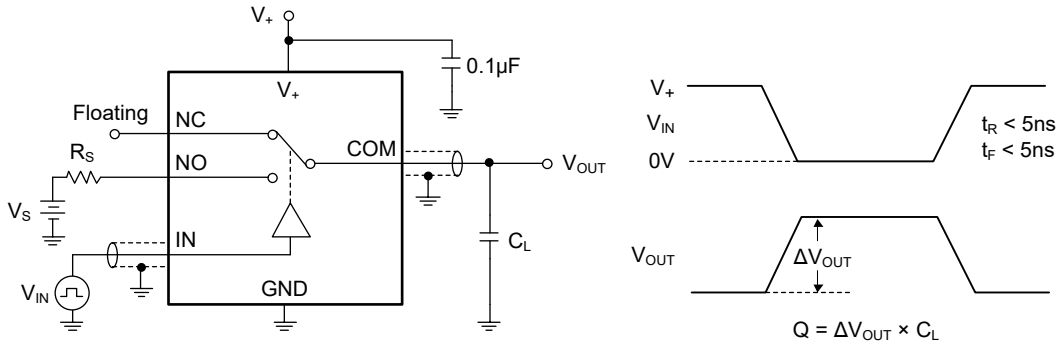 V+
0.1μF
V+
Floating
NC
RS
NO
COM
VOUT
VS
IN
CL
VIN
GND
V+
VIN
0V
tR < 5ns
tF < 5ns
VOUT
ΔVOUT
Q = ΔVOUT × CL